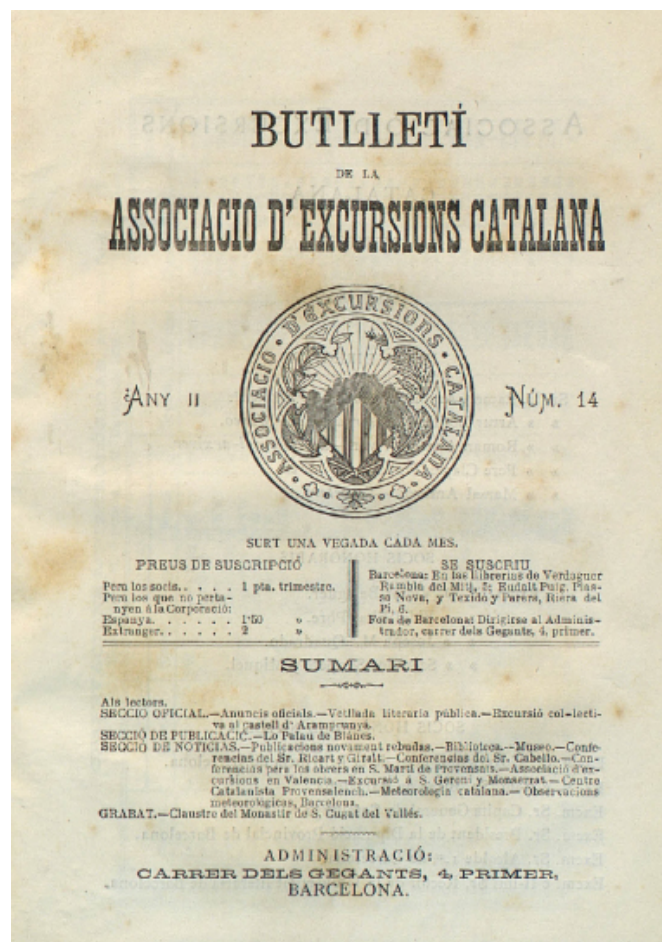 BUTLLETÍ
DE LA
ASSOCIACIO D' EXCURSIONS CATALANA
ASSOCIACIO · D'EXCURSIONS · CATALANA ·
ANY II
NÚM. 14
SURT UNA VEGADA CADA MES.
PREUS DE SUSCRIPCIÓ
Pera los socis. . . . . 1 pta. trimestre.
Pera los que no perta-
nyen á la Corporació:
Espanya. . . . . . 1'50 »
Extranger. . . . . . 2 »
SE SUSCRIU
Barcelona: En las llibrerias de Verdaguer
Rambla del Mitj, 5; Eudalt Puig, Plas-
sa Nova, y Texidó y Parera, Riera del
Pi, 6.
Fora de Barcelona: Dirigirse al Adminis-
trador, carrer dels Gegants, 4, primer.
SUMARI
Als lectors.
SECCIÓ OFICIAL.—Anuncis oficials.—Vetllada literaria pública.—Excursió col-lecti-
va al castell d' Aramprunyá.
SECCIÓ DE PUBLICACIÓ.—Lo Palau de Blánes.
SECCIÓ DE NOTICIAS.—Publicacions novament rebudas.—Biblioteca.—Museo.—Confe-
rencias del Sr. Ricart y Giralt.—Conferencias del Sr. Cabello.—Con-
ferencias pera los obrers en S. Martí de Provensals.—Associació d'ex-
cursions en Valencia.—Excursió á S. Geroni y Monserrat.—Centre
Catalanista Provenselench.—Meteorología catalana.—Observacions
meteorológicas, Barcelona.
GRABAT.—Claustre del Monastir de S. Cugat del Vallés.
ADMINISTRACIÓ:
CARRER DELS GEGANTS, 4, PRIMER,
BARCELONA.